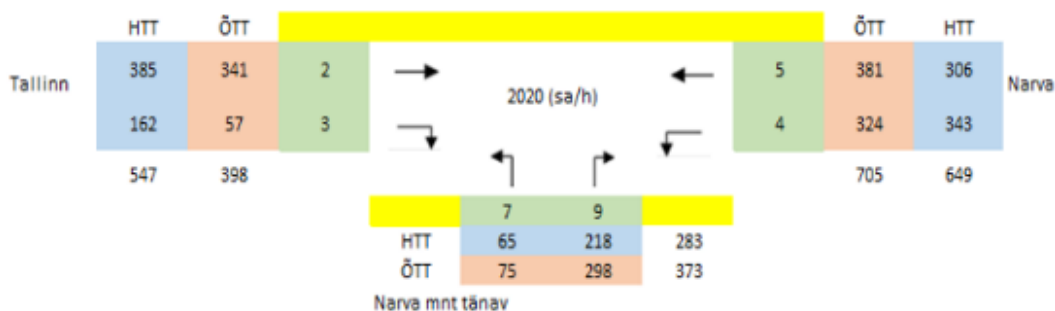 HTT ÕTT ÕTT HTT
Tallinn 385 341 2 5 381 306 Narva
2020 (sa/h)
162 57 3 4 324 343
547 398 705 649
7 9
HTT 65 218 283
ÕTT 75 298 373
Narva mnt tänav